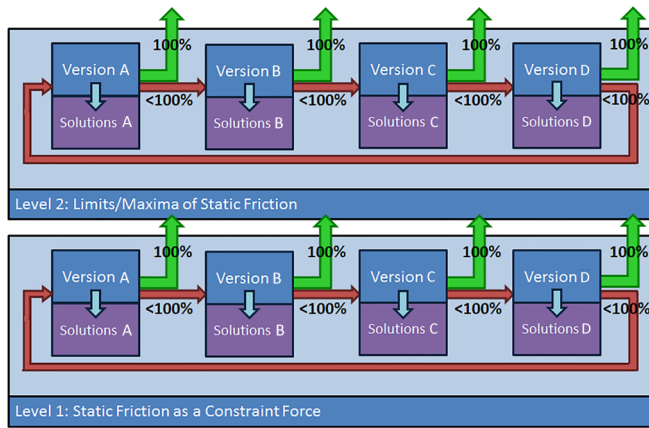 100% 100% 100% 100%
Version A Version B Version C Version D
<100% <100% <100% <100%
Solutions A Solutions B Solutions C Solutions D
Level 2: Limits/Maxima of Static Friction
100% 100% 100% 100%
Version A Version B Version C Version D
<100% <100% <100% <100%
Solutions A Solutions B Solutions C Solutions D
Level 1: Static Friction as a Constraint Force